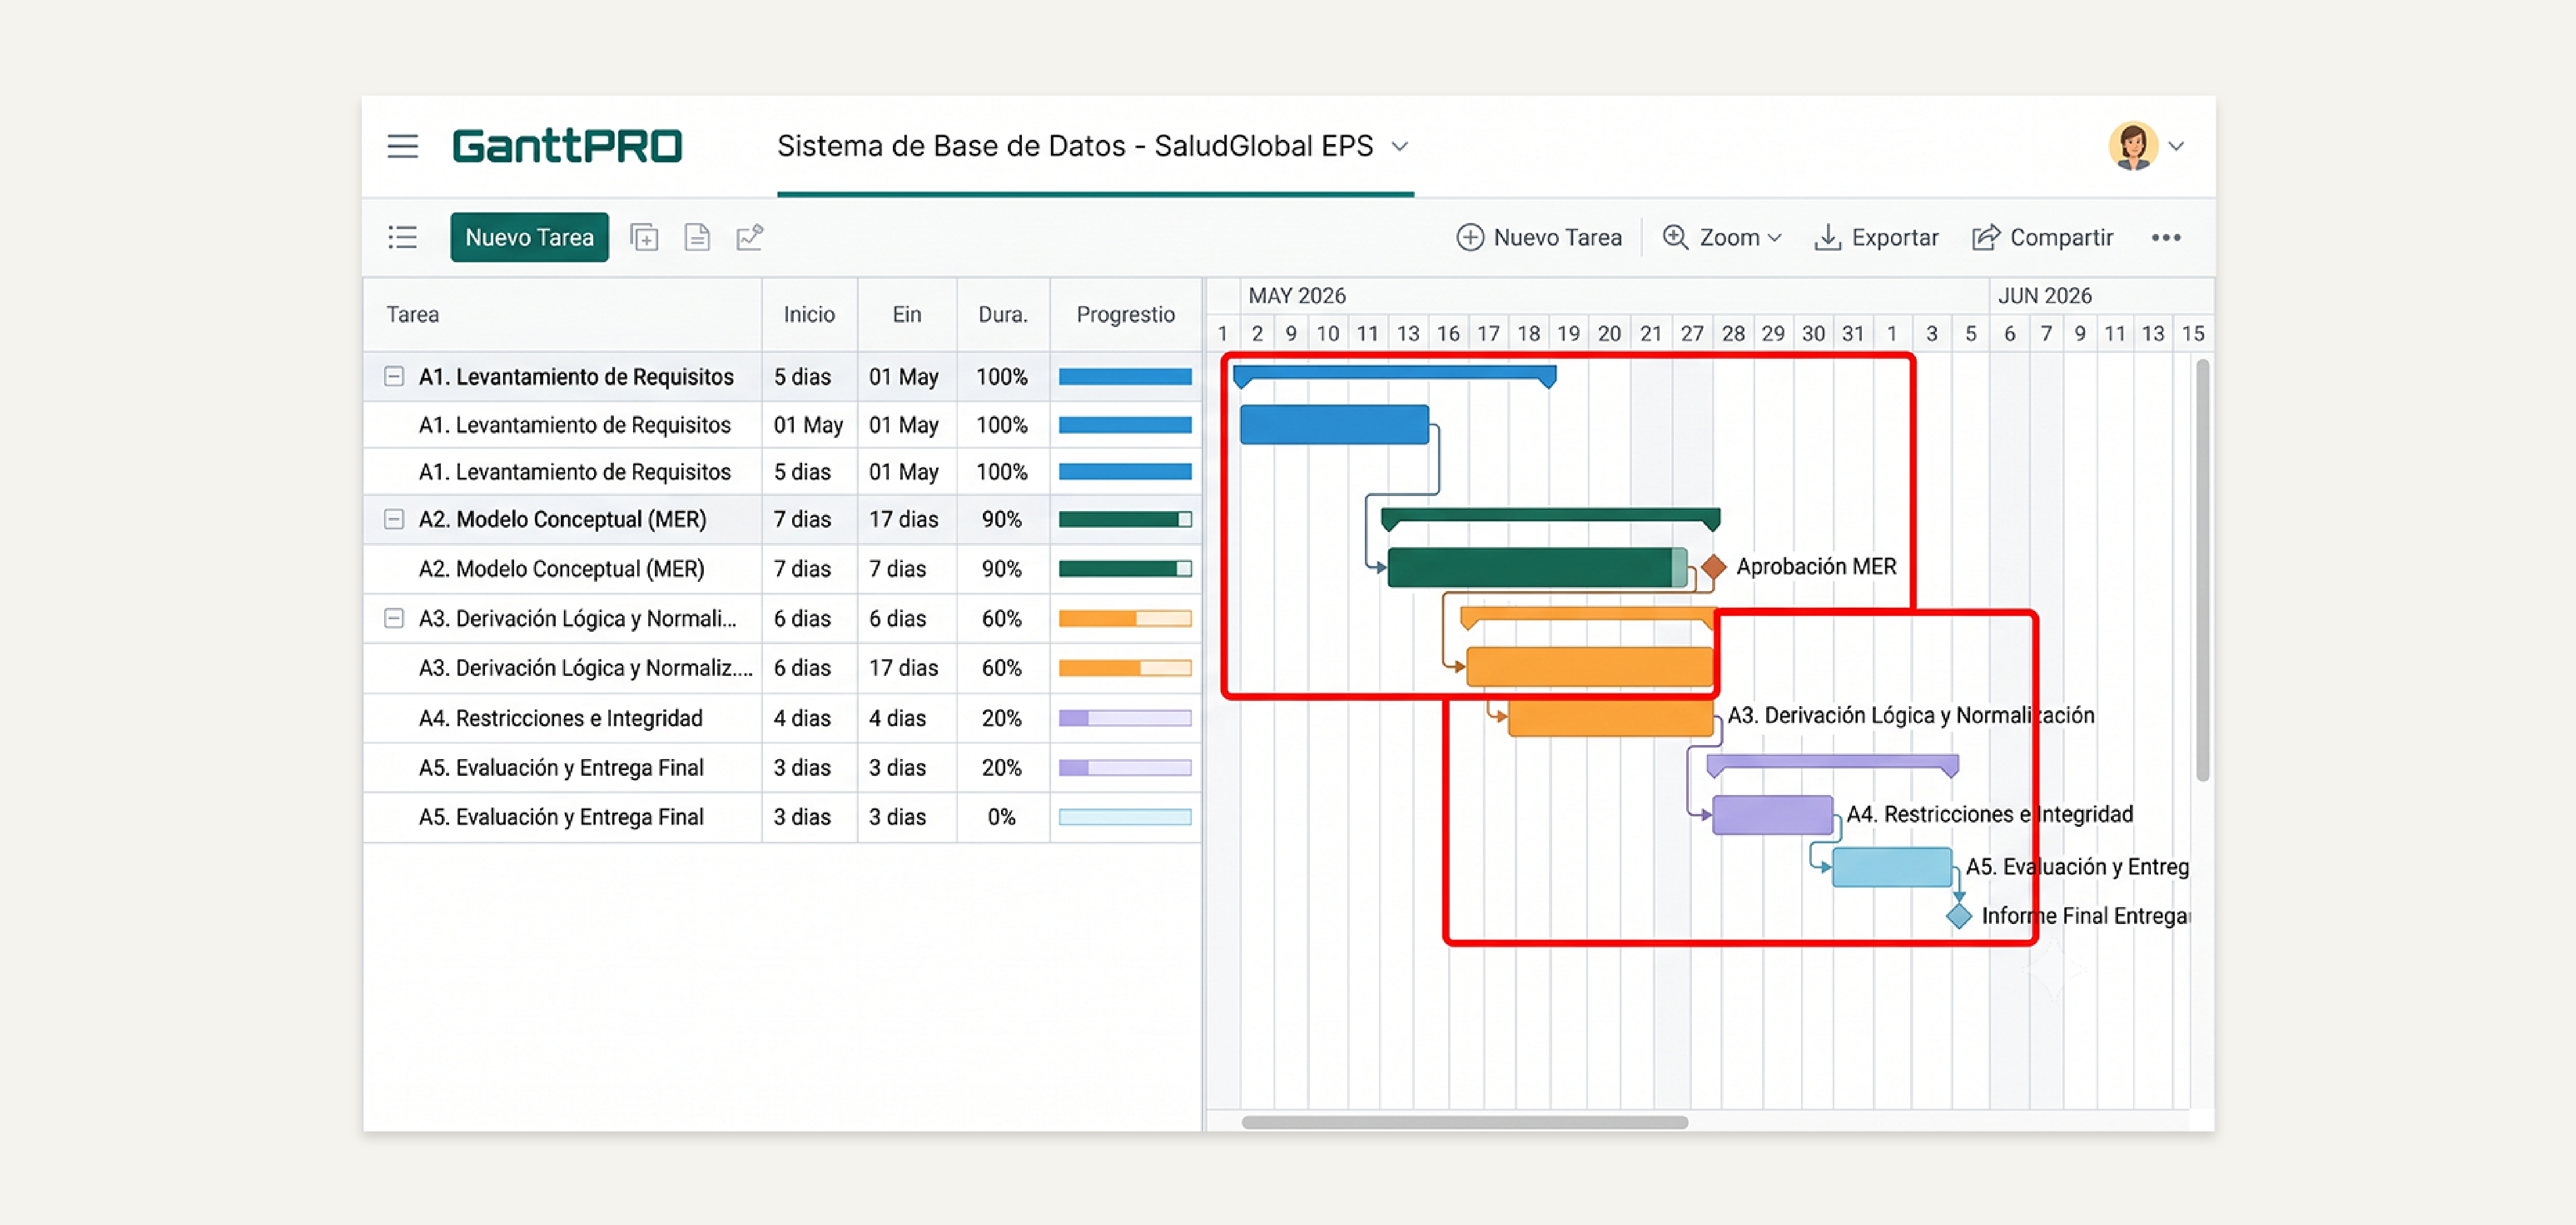 GanttPRO
Sistema de Base de Datos - SaludGlobal EPS
Nuevo Tarea
Nuevo Tarea
Zoom
Exportar
Compartir
Tarea Inicio Ein Dura. Progrestio
MAY 2026 JUN 2026
1 2 9 10 11 13 16 17 18 19 20 21 27 28 29 30 31 1 3 5 6 7 9 11 13 15
A1. Levantamiento de Requisitos 5 dias 01 May 100%
A1. Levantamiento de Requisitos 01 May 01 May 100%
A1. Levantamiento de Requisitos 5 dias 01 May 100%
A2. Modelo Conceptual (MER) 7 dias 17 dias 90%
A2. Modelo Conceptual (MER) 7 dias 7 dias 90%
A3. Derivación Lógica y Normali... 6 dias 6 dias 60%
A3. Derivación Lógica y Normaliz.... 6 dias 17 dias 60%
A4. Restricciones e Integridad 4 dias 4 dias 20%
A5. Evaluación y Entrega Final 3 dias 3 dias 20%
A5. Evaluación y Entrega Final 3 dias 3 dias 0%
Aprobación MER
A3. Derivación Lógica y Normalización
A4. Restricciones e Integridad
A5. Evaluación y Entreg
Informe Final Entrega